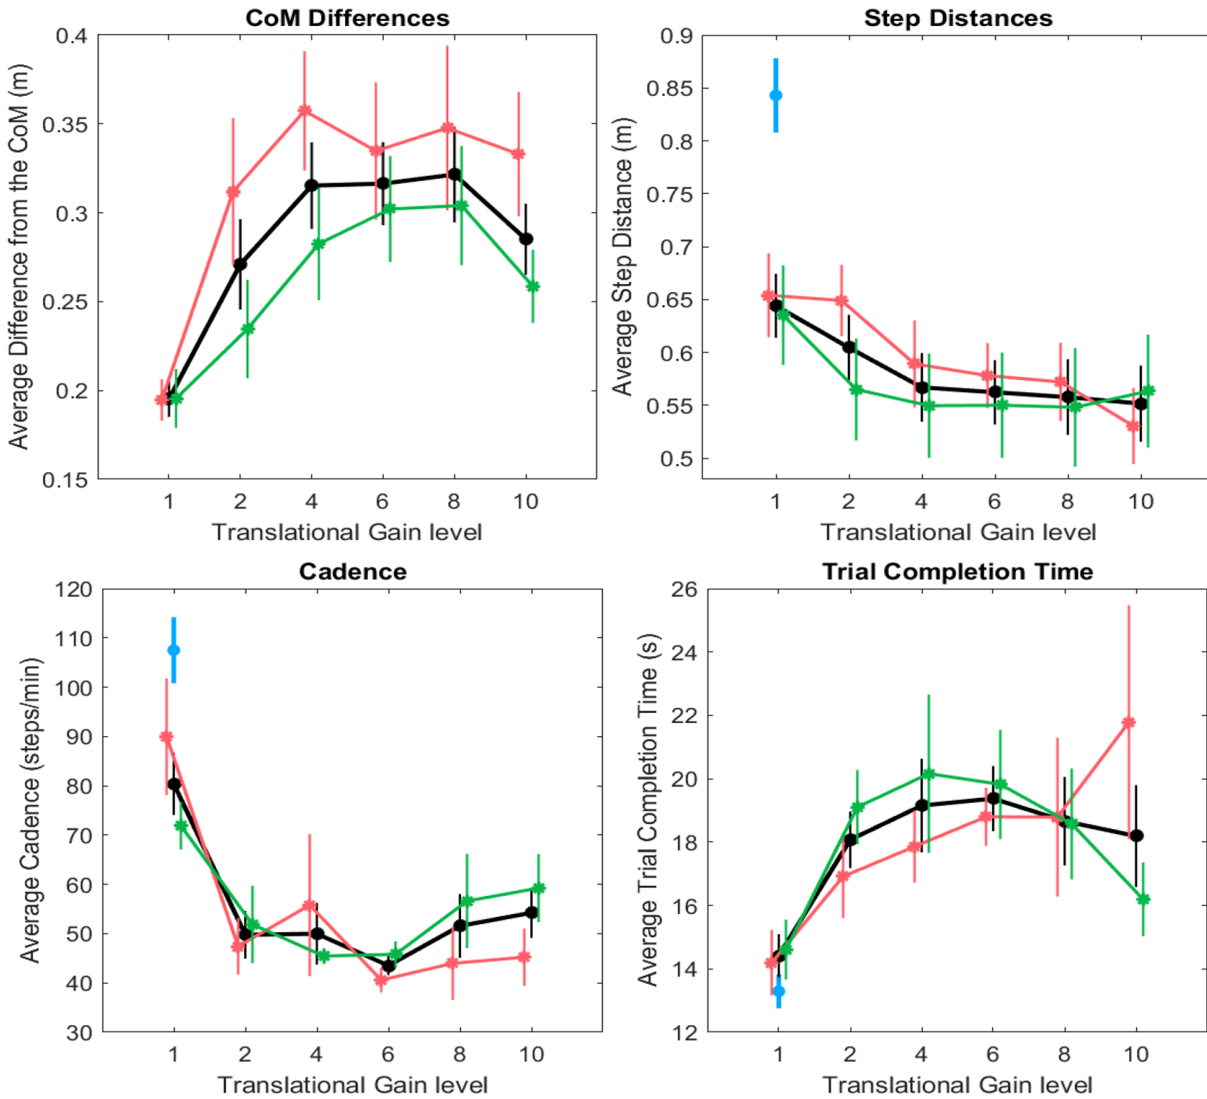 CoM Differences
0.4
0.35
0.3
0.25
0.2
0.15
Average Difference from the CoM (m)
1 2 4 6 8 10
Translational Gain level
Step Distances
0.9
0.85
0.8
0.75
0.7
0.65
0.6
0.55
0.5
Average Step Distance (m)
1 2 4 6 8 10
Translational Gain level
Cadence
120
110
100
90
80
70
60
50
40
30
Average Cadence (steps/min)
1 2 4 6 8 10
Translational Gain level
Trial Completion Time
26
24
22
20
18
16
14
12
Average Trial Completion Time (s)
1 2 4 6 8 10
Translational Gain level